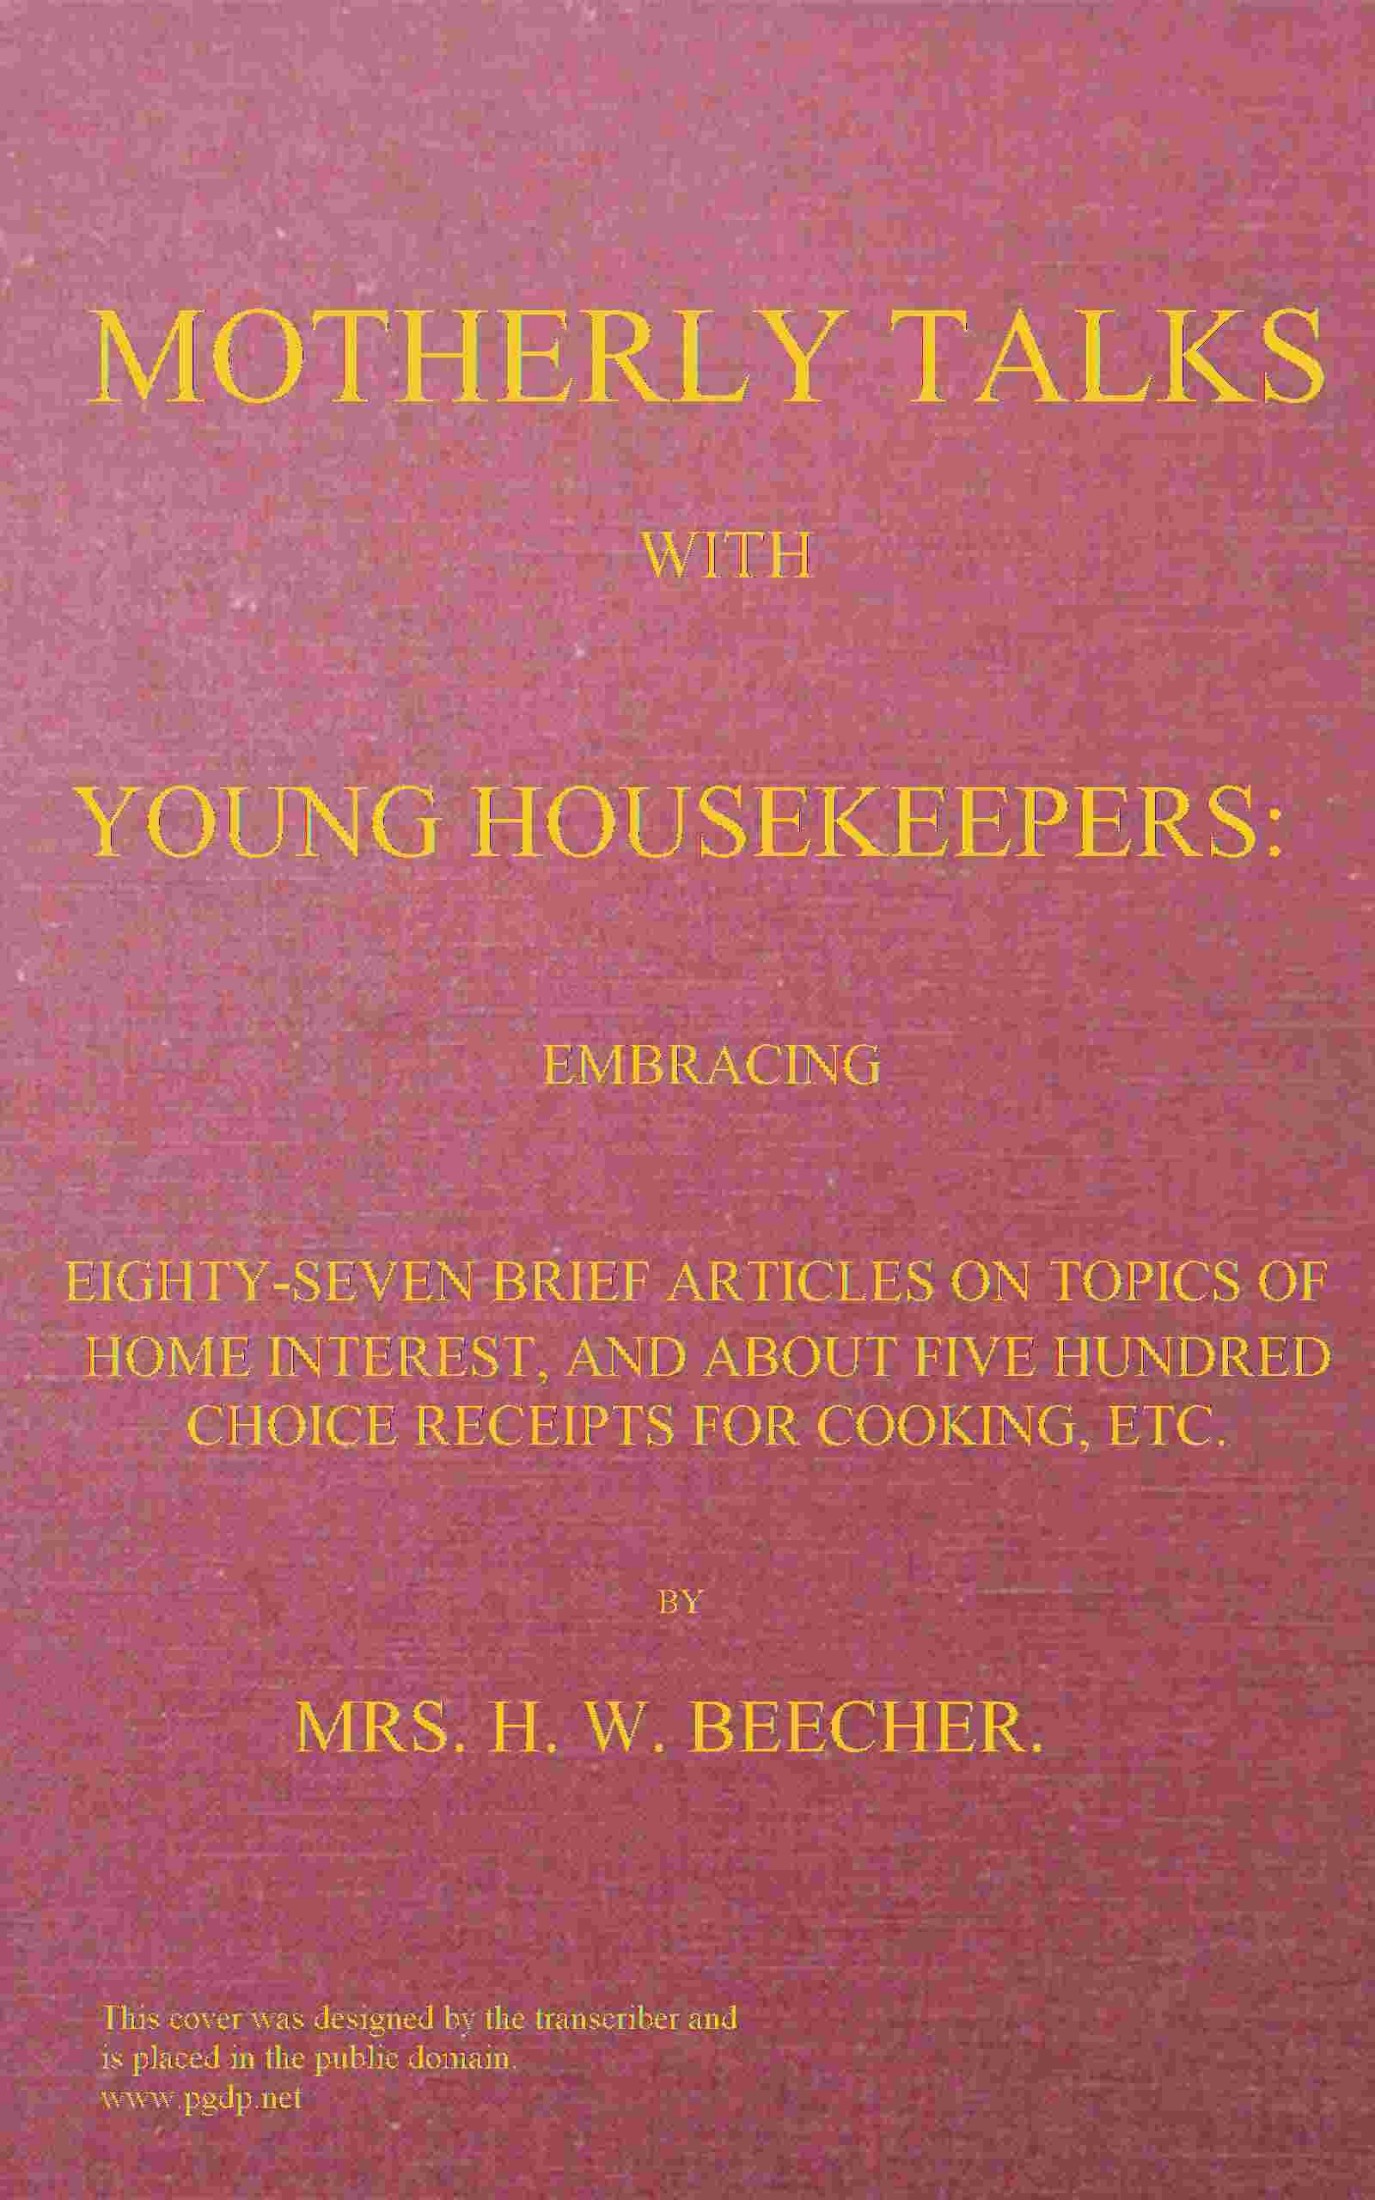 MOTHERLY TALKS
WITH
YOUNG HOUSEKEEPERS:
EMBRACING
EIGHTY-SEVEN BRIEF ARTICLES ON TOPICS OF
HOME INTEREST, AND ABOUT FIVE HUNDRED
CHOICE RECEIPTS FOR COOKING, ETC.
BY
MRS. H. W. BEECHER.
This cover was designed by the transcriber and
is placed in the public domain.
www.pgdp.net